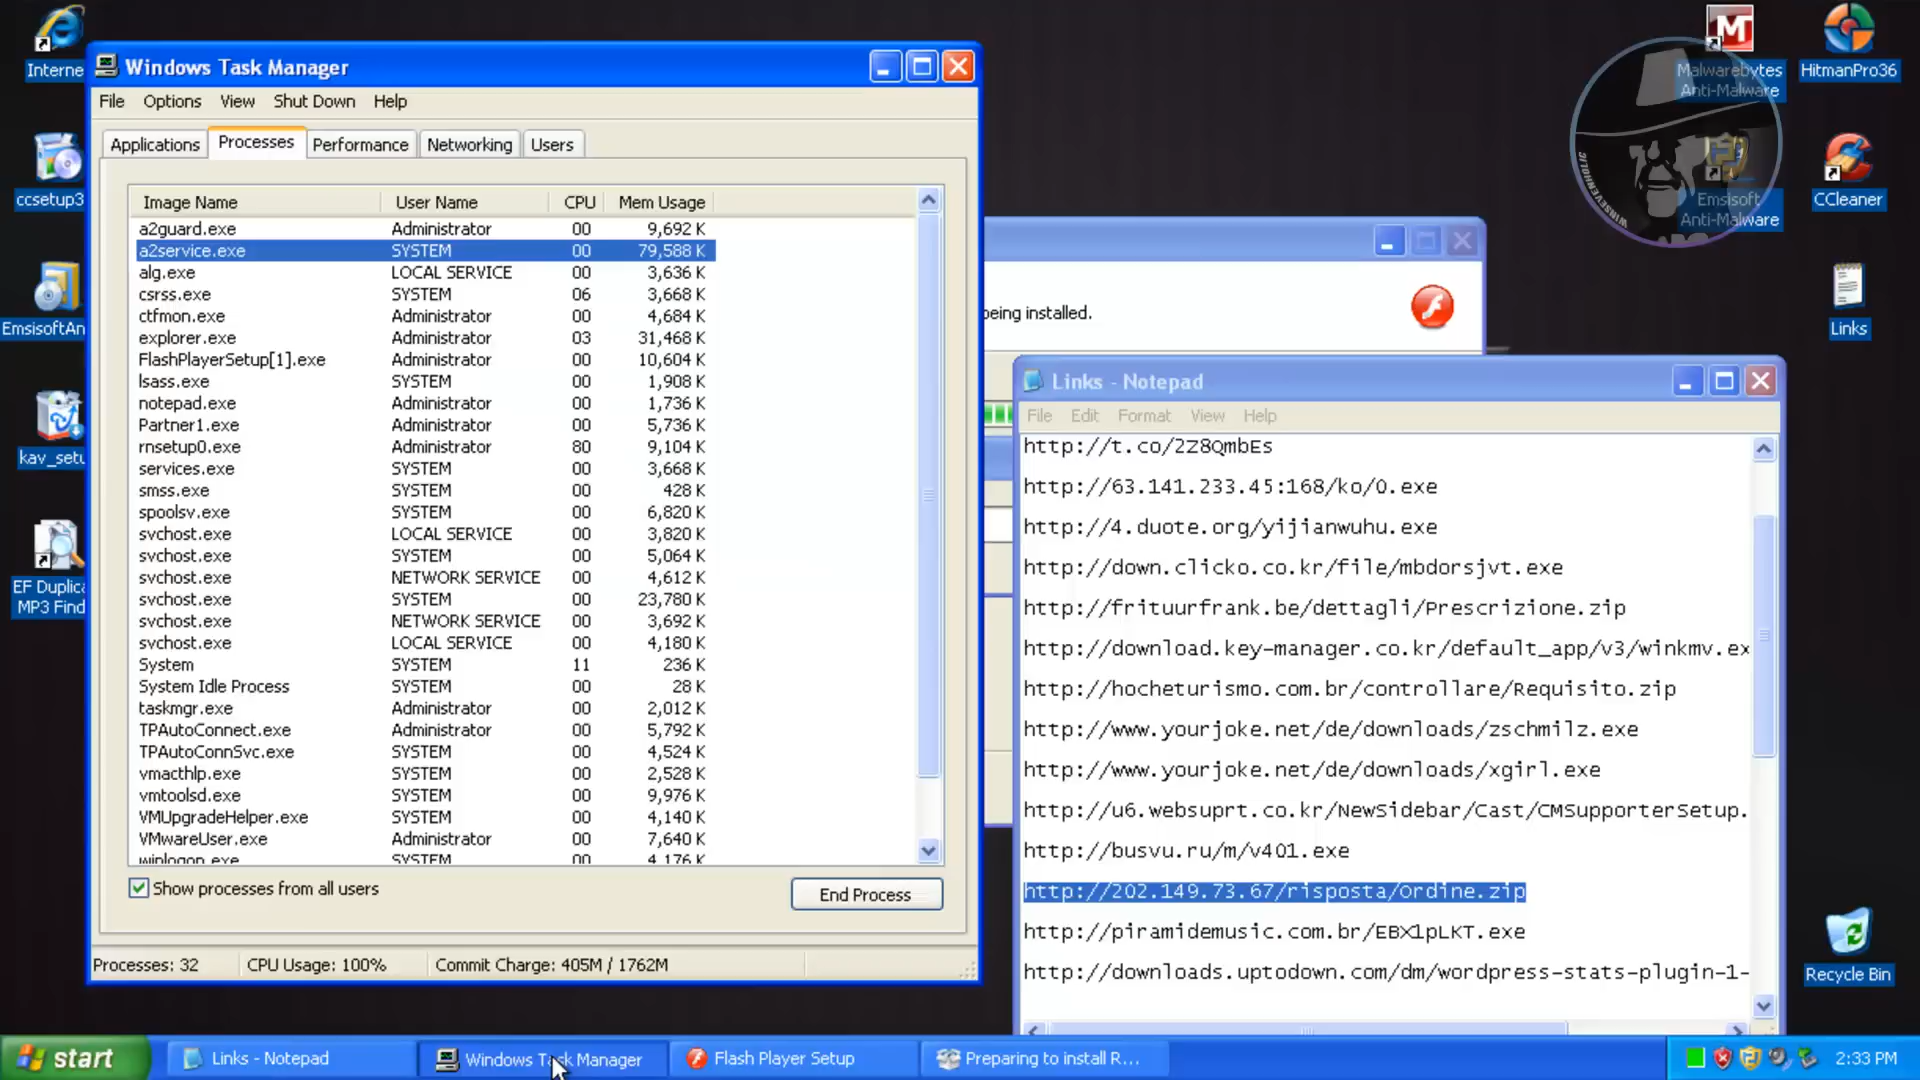 Interne
ccsetup3
EmsisoftAn
kav_setu
EF Duplica
MP3 Find
Windows Task Manager
File Options View Shut Down Help
Applications Processes Performance Networking Users
Image Name User Name CPU Mem Usage
a2guard.exe Administrator 00 9,692 K
a2service.exe SYSTEM 00 79,588 K
alg.exe LOCAL SERVICE 00 3,636 K
csrss.exe SYSTEM 06 3,668 K
ctfmon.exe Administrator 00 4,684 K
explorer.exe Administrator 03 31,468 K
FlashPlayerSetup[1].exe Administrator 00 10,604 K
lsass.exe SYSTEM 00 1,908 K
notepad.exe Administrator 00 1,736 K
Partner1.exe Administrator 00 5,736 K
rnsetup0.exe Administrator 80 9,104 K
services.exe SYSTEM 00 3,668 K
smss.exe SYSTEM 00 428 K
spoolsv.exe SYSTEM 00 6,820 K
svchost.exe LOCAL SERVICE 00 3,820 K
svchost.exe SYSTEM 00 5,064 K
svchost.exe NETWORK SERVICE 00 4,612 K
svchost.exe SYSTEM 00 23,780 K
svchost.exe NETWORK SERVICE 00 3,692 K
svchost.exe LOCAL SERVICE 00 4,180 K
System SYSTEM 11 236 K
System Idle Process SYSTEM 00 28 K
taskmgr.exe Administrator 00 2,012 K
TPAutoConnect.exe Administrator 00 5,792 K
TPAutoConnSvc.exe SYSTEM 00 4,524 K
vmacthlp.exe SYSTEM 00 2,528 K
vmtoolsd.exe SYSTEM 00 9,976 K
VMUpgradeHelper.exe SYSTEM 00 4,140 K
VMwareUser.exe Administrator 00 7,640 K
winlogon.exe SYSTEM 00 4,176 K
Show processes from all users
End Process
Processes: 32 CPU Usage: 100% Commit Charge: 405M / 1762M
being installed.
Links - Notepad
File Edit Format View Help
http://t.co/2Z8QmbEs
http://63.141.233.45:168/ko/0.exe
http://4.duote.org/yijianwuhu.exe
http://down.clicko.co.kr/file/mbdorsjvt.exe
http://frituurfrank.be/dettagli/Prescrizione.zip
http://download.key-manager.co.kr/default_app/v3/winkmv.ex
http://hocheturismo.com.br/controllare/Requisito.zip
http://www.yourjoke.net/de/downloads/zschmilz.exe
http://www.yourjoke.net/de/downloads/xgirl.exe
http://u6.websuprt.co.kr/NewSidebar/Cast/CMSupporterSetup.
http://busvu.ru/m/v401.exe
http://202.149.73.67/risposta/Ordine.zip
http://piramidemusic.com.br/EBX1pLKT.exe
http://downloads.uptodown.com/dm/wordpress-stats-plugin-1-
Malwarebytes
Anti-Malware
HitmanPro36
Emsisoft
Anti-Malware
CCleaner
WINSEVENHOLIC
Links
Recycle Bin
start
Links - Notepad
Windows Task Manager
Flash Player Setup
Preparing to install R...
2:33 PM